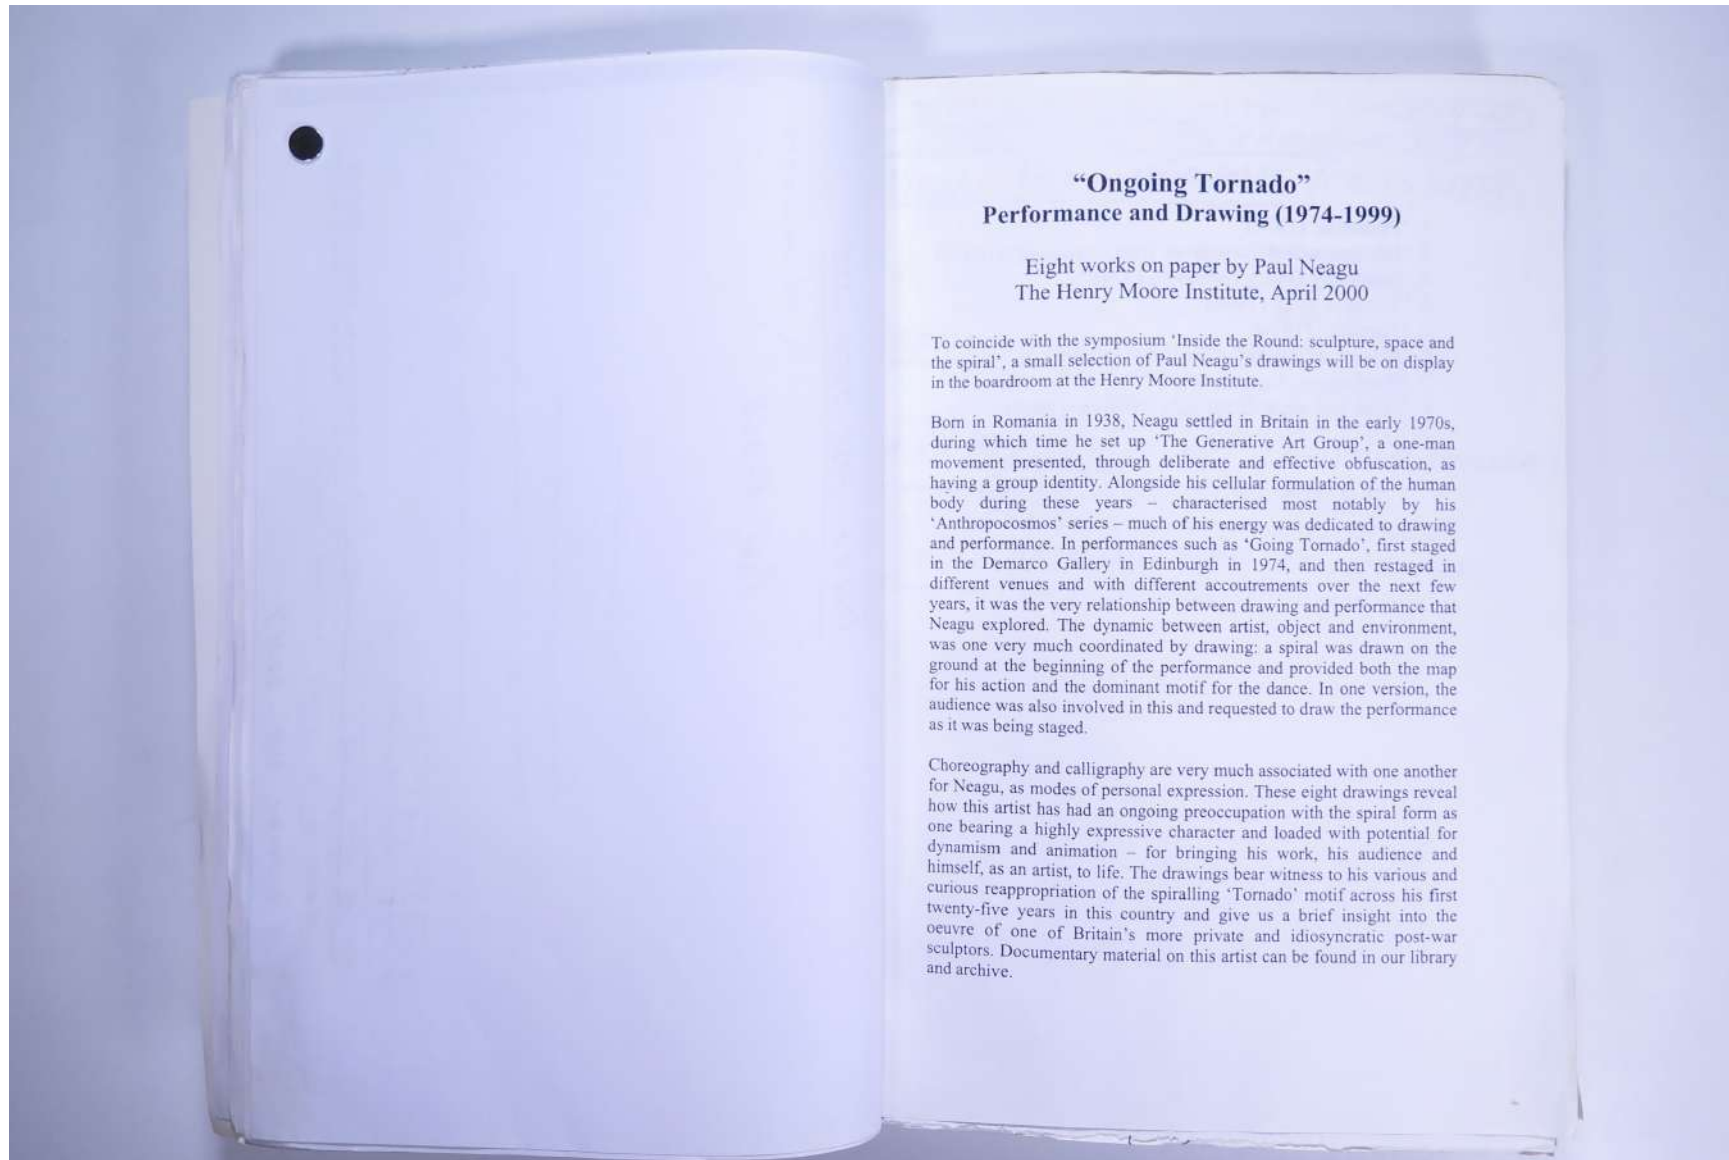 “Ongoing Tornado”
Performance and Drawing (1974-1999)
Eight works on paper by Paul Neagu
The Henry Moore Institute, April 2000
To coincide with the symposium ‘Inside the Round: sculpture, space and
the spiral’, a small selection of Paul Neagu’s drawings will be on display
in the boardroom at the Henry Moore Institute.
Born in Romania in 1938, Neagu settled in Britain in the early 1970s,
during which time he set up ‘The Generative Art Group’, a one-man
movement presented, through deliberate and effective obfuscation, as
having a group identity. Alongside his cellular formulation of the human
body during these years – characterised most notably by his
‘Anthropocosmos’ series – much of his energy was dedicated to drawing
and performance. In performances such as ‘Going Tornado’, first staged
in the Demarco Gallery in Edinburgh in 1974, and then restaged in
different venues and with different accoutrements over the next few
years, it was the very relationship between drawing and performance that
Neagu explored. The dynamic between artist, object and environment,
was one very much coordinated by drawing: a spiral was drawn on the
ground at the beginning of the performance and provided both the map
for his action and the dominant motif for the dance. In one version, the
audience was also involved in this and requested to draw the performance
as it was being staged.
Choreography and calligraphy are very much associated with one another
for Neagu, as modes of personal expression. These eight drawings reveal
how this artist has had an ongoing preoccupation with the spiral form as
one bearing a highly expressive character and loaded with potential for
dynamism and animation – for bringing his work, his audience and
himself, as an artist, to life. The drawings bear witness to his various and
curious reappropriation of the spiralling ‘Tornado’ motif across his first
twenty-five years in this country and give us a brief insight into the
oeuvre of one of Britain’s more private and idiosyncratic post-war
sculptors. Documentary material on this artist can be found in our library
and archive.